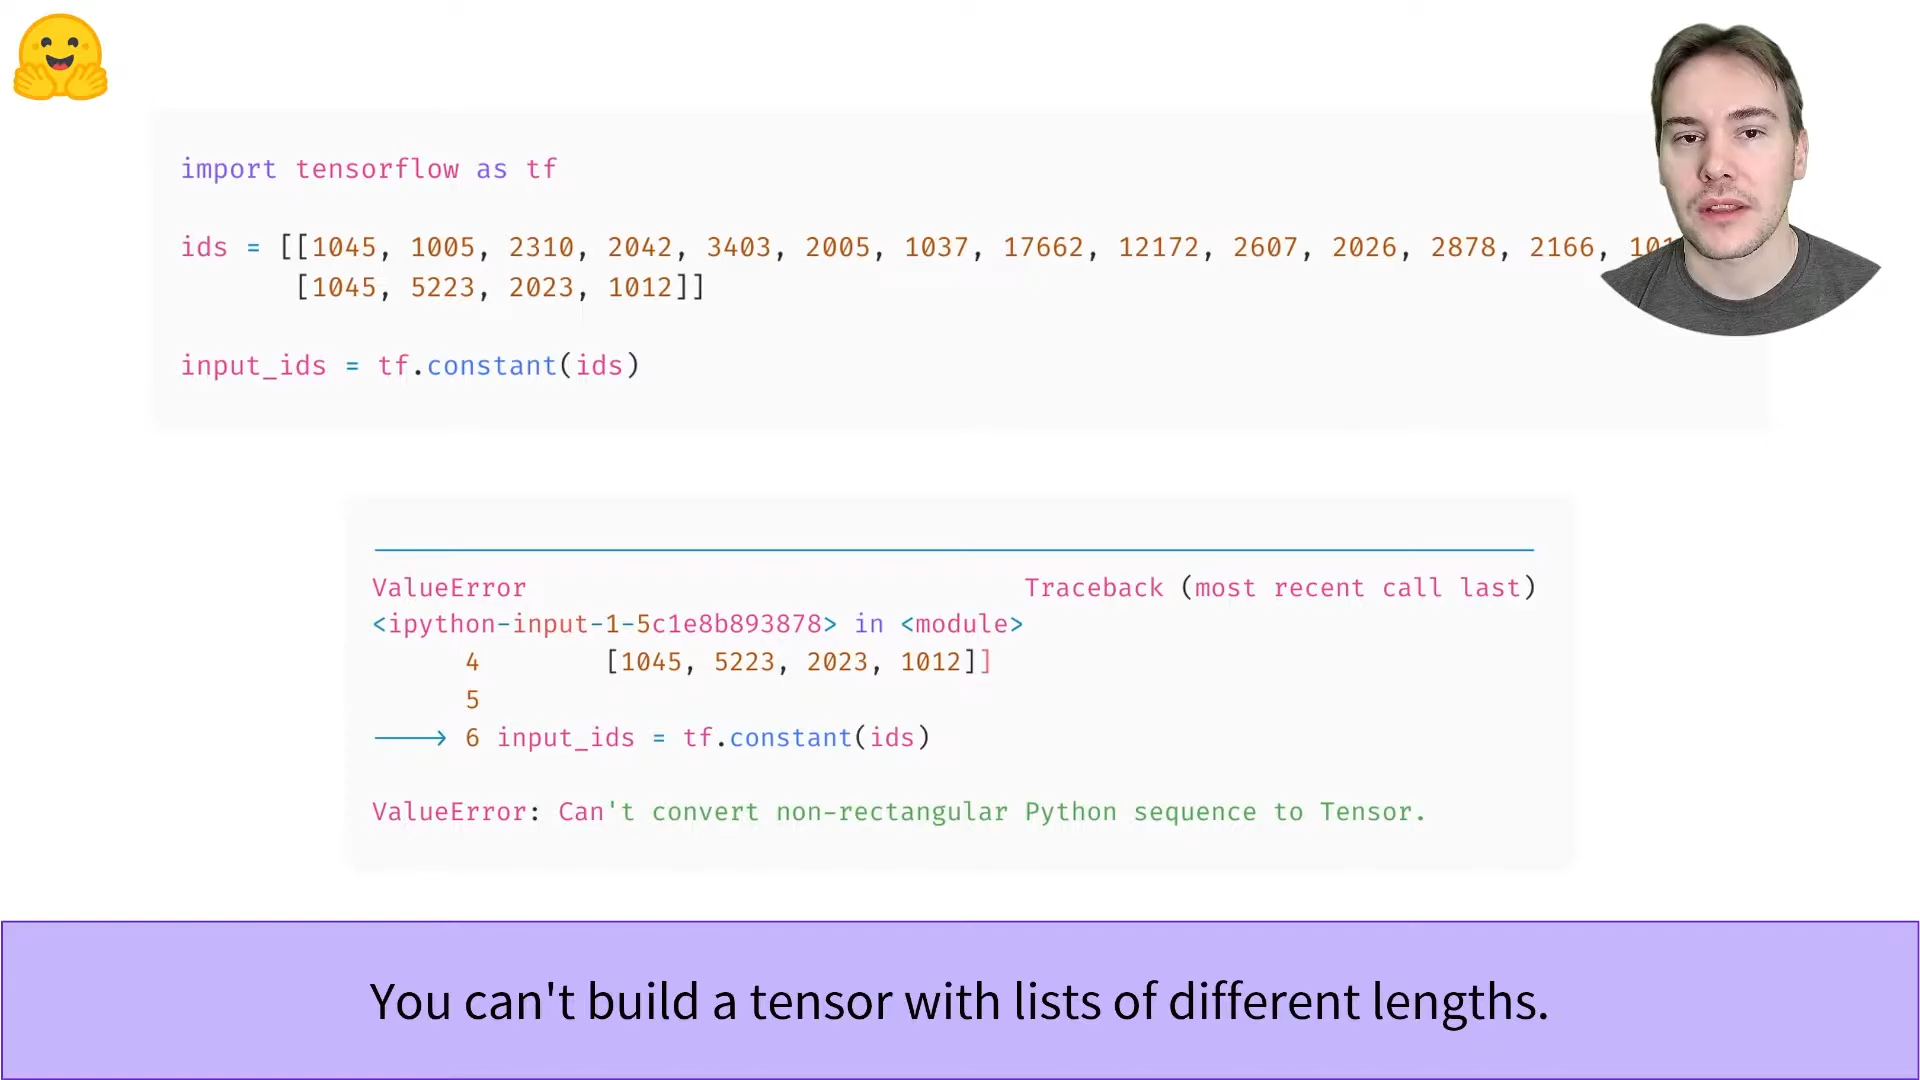 import tensorflow as tf
ids = [[1045, 1005, 2310, 2042, 3403, 2005, 1037, 17662, 12172, 2607, 2026, 2878, 2166,
[1045, 5223, 2023, 1012]]
input_ids = tf.constant(ids)
ValueError Traceback (most recent call last)
<ipython-input-1-5c1e8b893878> in <module>
4 [1045, 5223, 2023, 1012]]
5
→ 6 input_ids = tf.constant(ids)
ValueError: Can't convert non-rectangular Python sequence to Tensor.
You can't build a tensor with lists of different lengths.